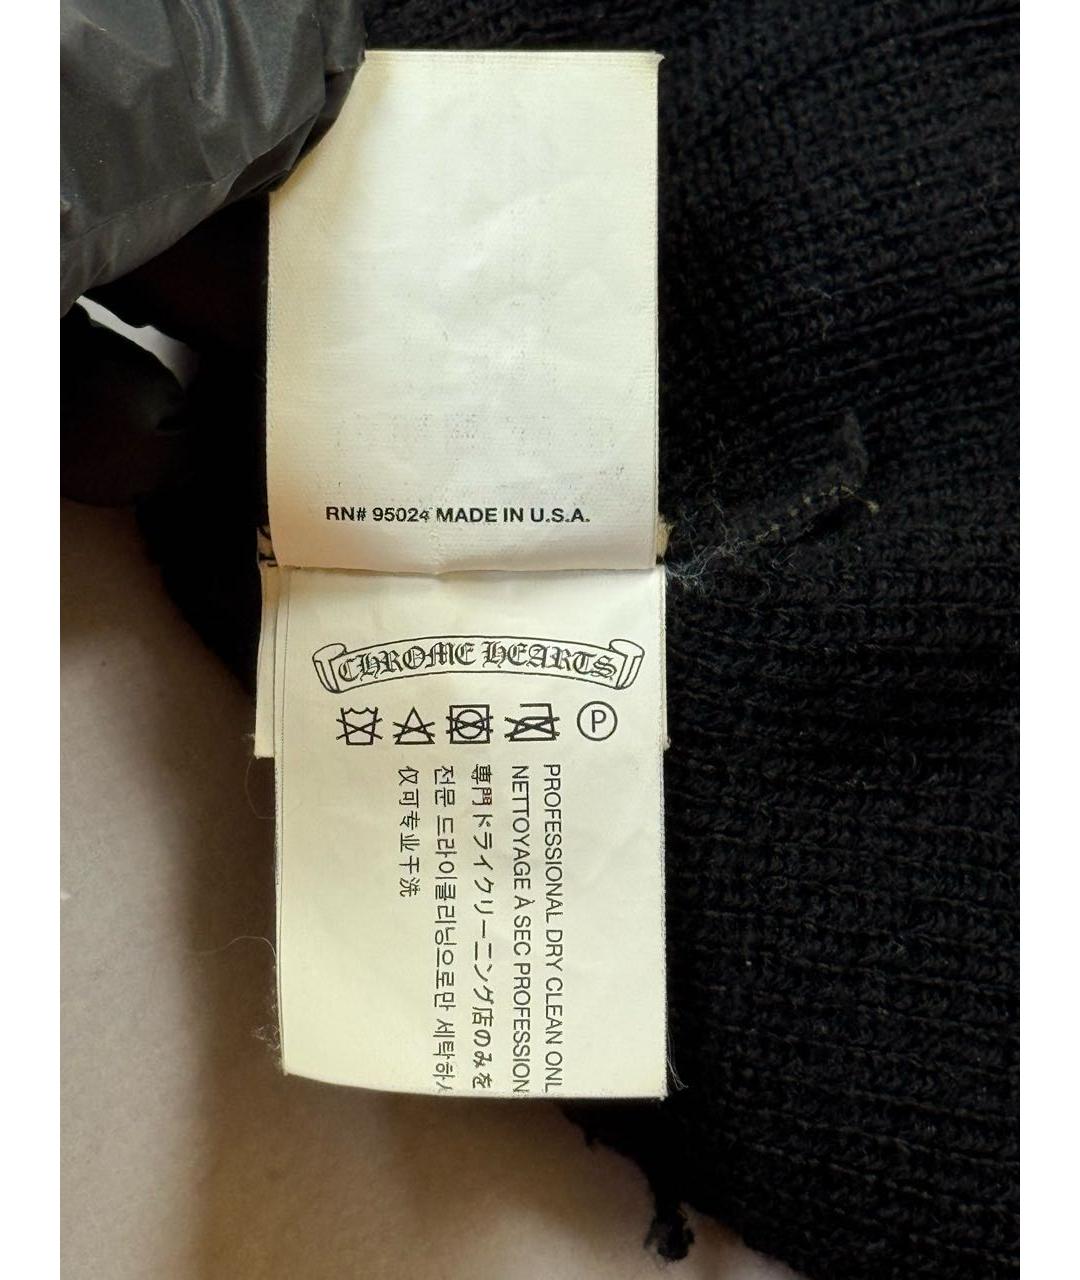 RN# 95024 MADE IN U.S.A.
CHROME HEARTS
P
PROFESSIONAL DRY CLEAN ONL
NETTOYAGE À SEC PROFESSION
専門ドライクリーニング店のみを
전문 드라이클리닝으로만 세탁하
仅可专业干洗